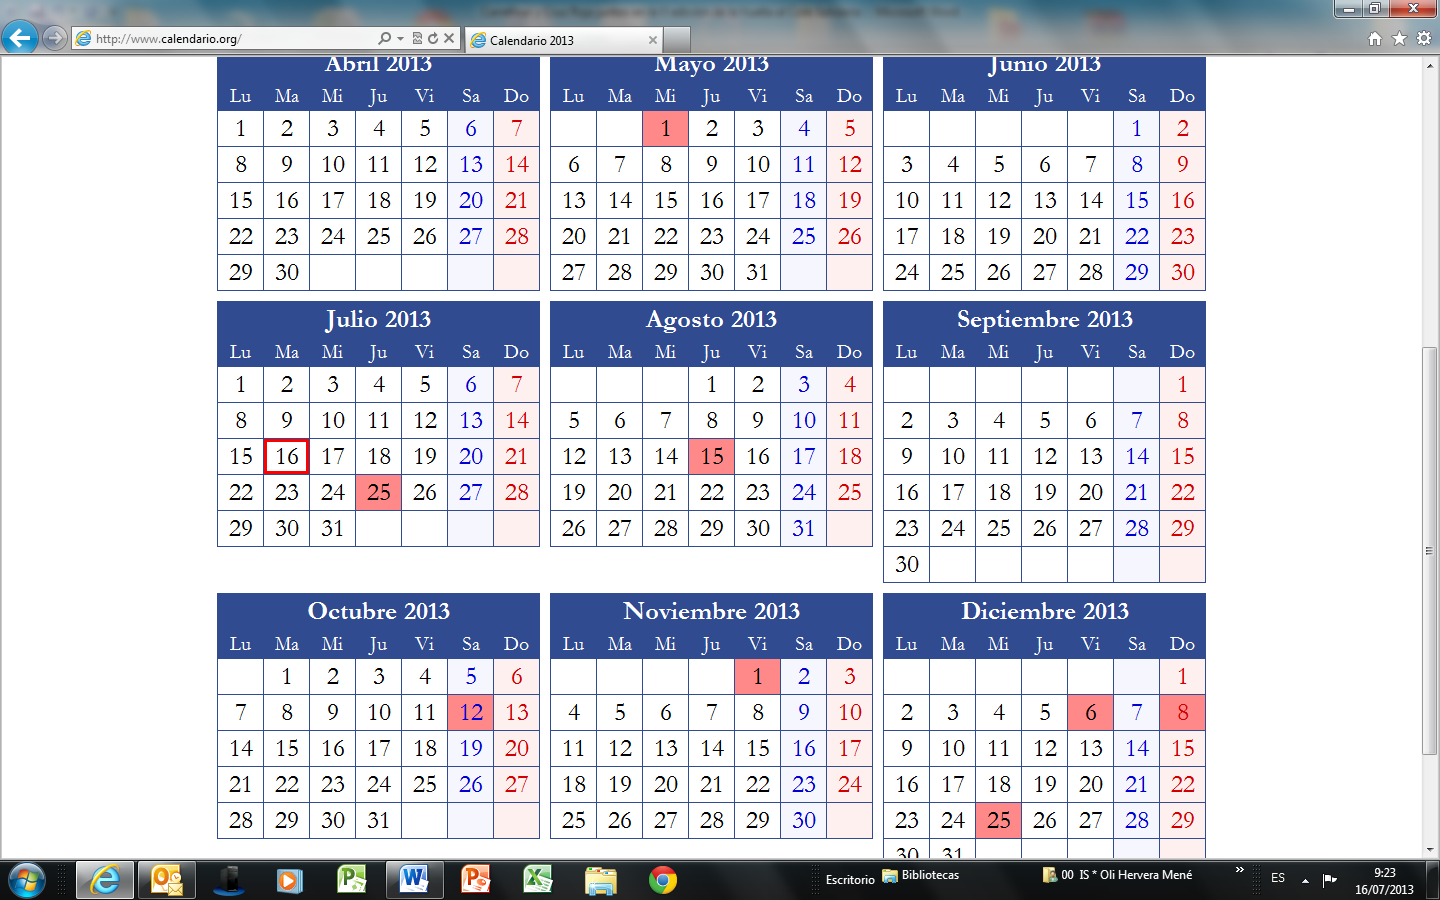 http://www.calendario.org/
Calendario 2013
Abril 2013 Mayo 2013 Junio 2013
Lu Ma Mi Ju Vi Sa Do Lu Ma Mi Ju Vi Sa Do Lu Ma Mi Ju Vi Sa Do
1 2 3 4 5 6 7 1 2 3 4 5 1 2
8 9 10 11 12 13 14 6 7 8 9 10 11 12 3 4 5 6 7 8 9
15 16 17 18 19 20 21 13 14 15 16 17 18 19 10 11 12 13 14 15 16
22 23 24 25 26 27 28 20 21 22 23 24 25 26 17 18 19 20 21 22 23
29 30 27 28 29 30 31 24 25 26 27 28 29 30
Julio 2013 Agosto 2013 Septiembre 2013
Lu Ma Mi Ju Vi Sa Do Lu Ma Mi Ju Vi Sa Do Lu Ma Mi Ju Vi Sa Do
1 2 3 4 5 6 7 1 2 3 4 1
8 9 10 11 12 13 14 5 6 7 8 9 10 11 2 3 4 5 6 7 8
15 16 17 18 19 20 21 12 13 14 15 16 17 18 9 10 11 12 13 14 15
22 23 24 25 26 27 28 19 20 21 22 23 24 25 16 17 18 19 20 21 22
29 30 31 26 27 28 29 30 31 23 24 25 26 27 28 29
30
Octubre 2013 Noviembre 2013 Diciembre 2013
Lu Ma Mi Ju Vi Sa Do Lu Ma Mi Ju Vi Sa Do Lu Ma Mi Ju Vi Sa Do
1 2 3 4 5 6 1 2 3 1
7 8 9 10 11 12 13 4 5 6 7 8 9 10 2 3 4 5 6 7 8
14 15 16 17 18 19 20 11 12 13 14 15 16 17 9 10 11 12 13 14 15
21 22 23 24 25 26 27 18 19 20 21 22 23 24 16 17 18 19 20 21 22
28 29 30 31 25 26 27 28 29 30 23 24 25 26 27 28 29
30 31
Escritorio Bibliotecas 00 IS * Oli Hervera Mené » ES 9:23
16/07/2013